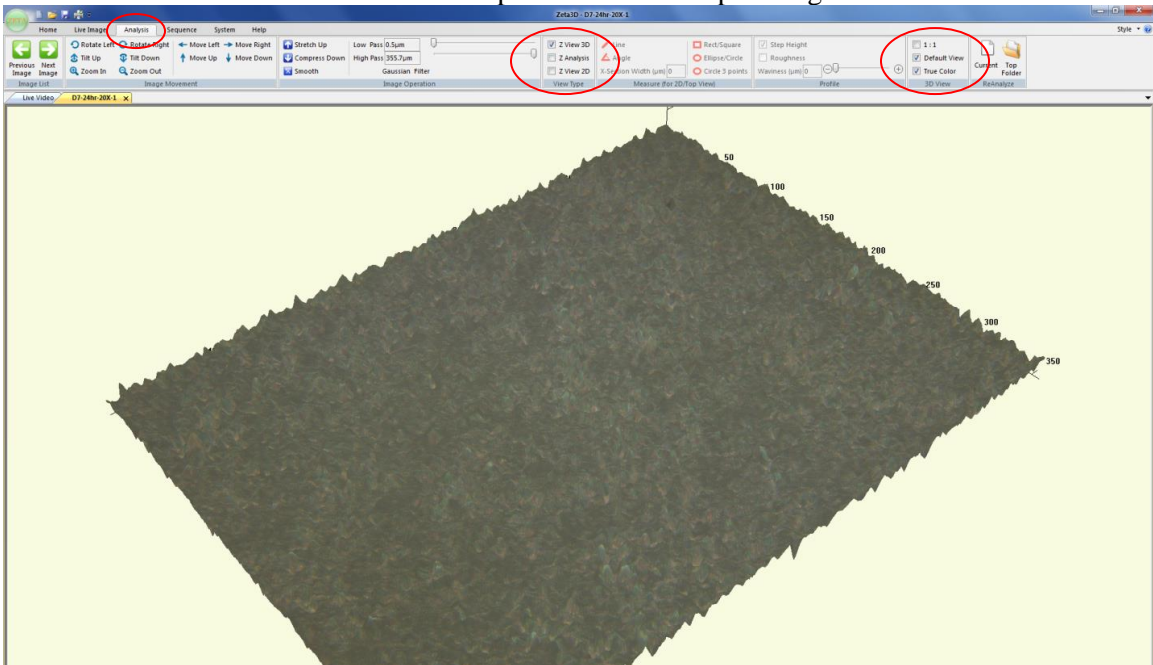 Zeta3D - D7-24hr-20X-1
ZETA
Home Live Image Analysis Sequence System Help Style
Previous Image Next Image
Image List
Rotate Left Rotate Right Move Left Move Right
Tilt Up Tilt Down Move Up Move Down
Zoom In Zoom Out
Image Movement
Stretch Up Low Pass 0.5µm
Compress Down High Pass 355.7µm
Smooth Gaussian Filter
Image Operation
Z View 3D
Z Analysis
Z View 2D
View Type
Line Rect/Square
Angle Ellipse/Circle
X-Section Width (µm) 0 Circle 3 points
Measure (for 2D/Top View)
Step Height
Roughness
Waviness (µm) 0
Profile
1 : 1
Default View
True Color
3D View
Current Top Folder
ReAnalyze
Live Video D7-24hr-20X-1 x
50
100
150
200
250
300
350